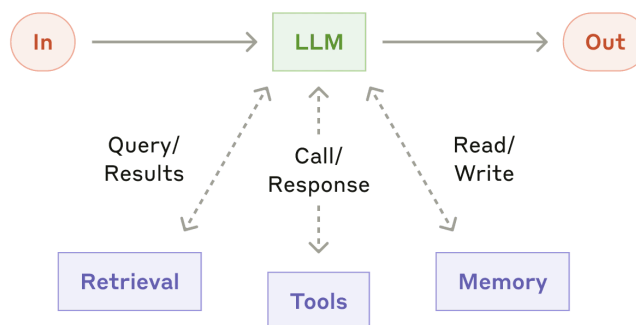 In
LLM
Out
Query/
Results
Call/
Response
Read/
Write
Retrieval
Tools
Memory